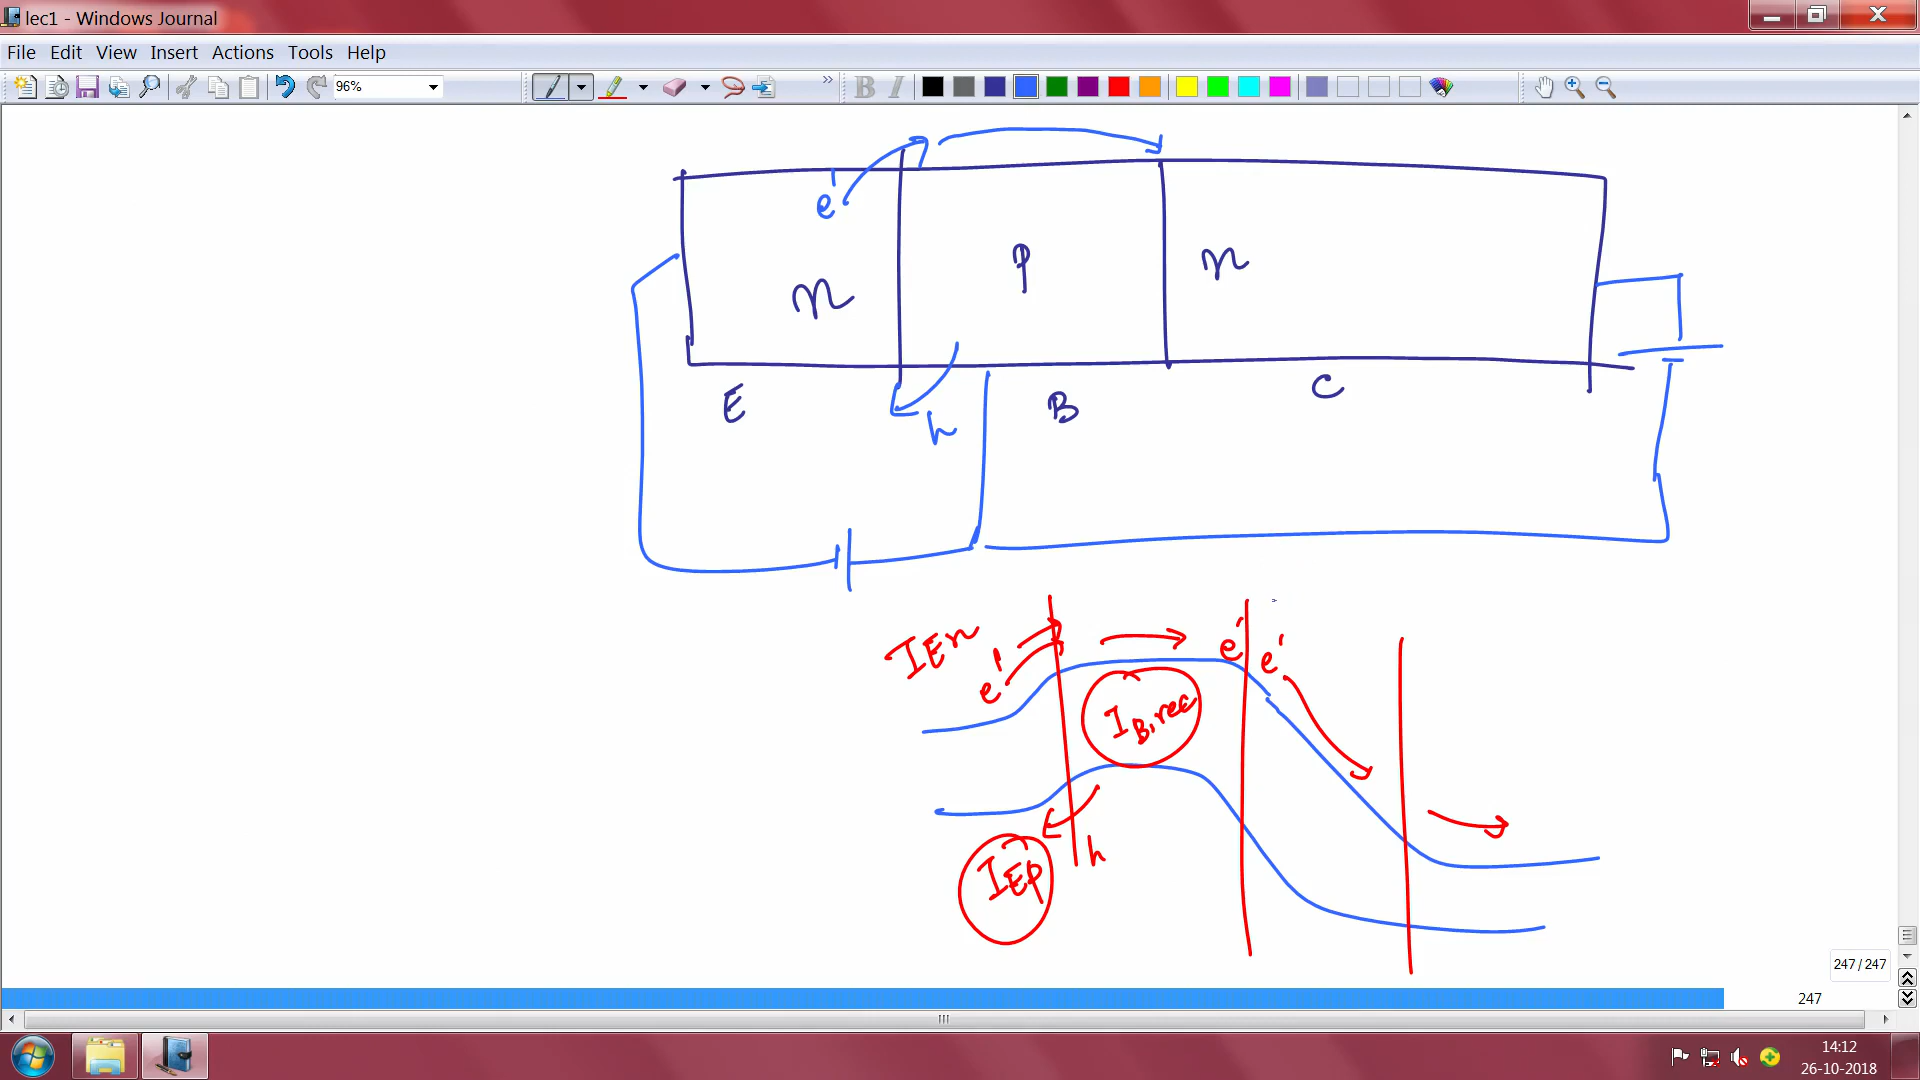 lec1 - Windows Journal
File Edit View Insert Actions Tools Help
96%
B I
e'
n
p
n
E
h
B
C
IEn
e'
e'
e'
IB,rec
IEp
h
247 / 247
247
14:12
26-10-2018